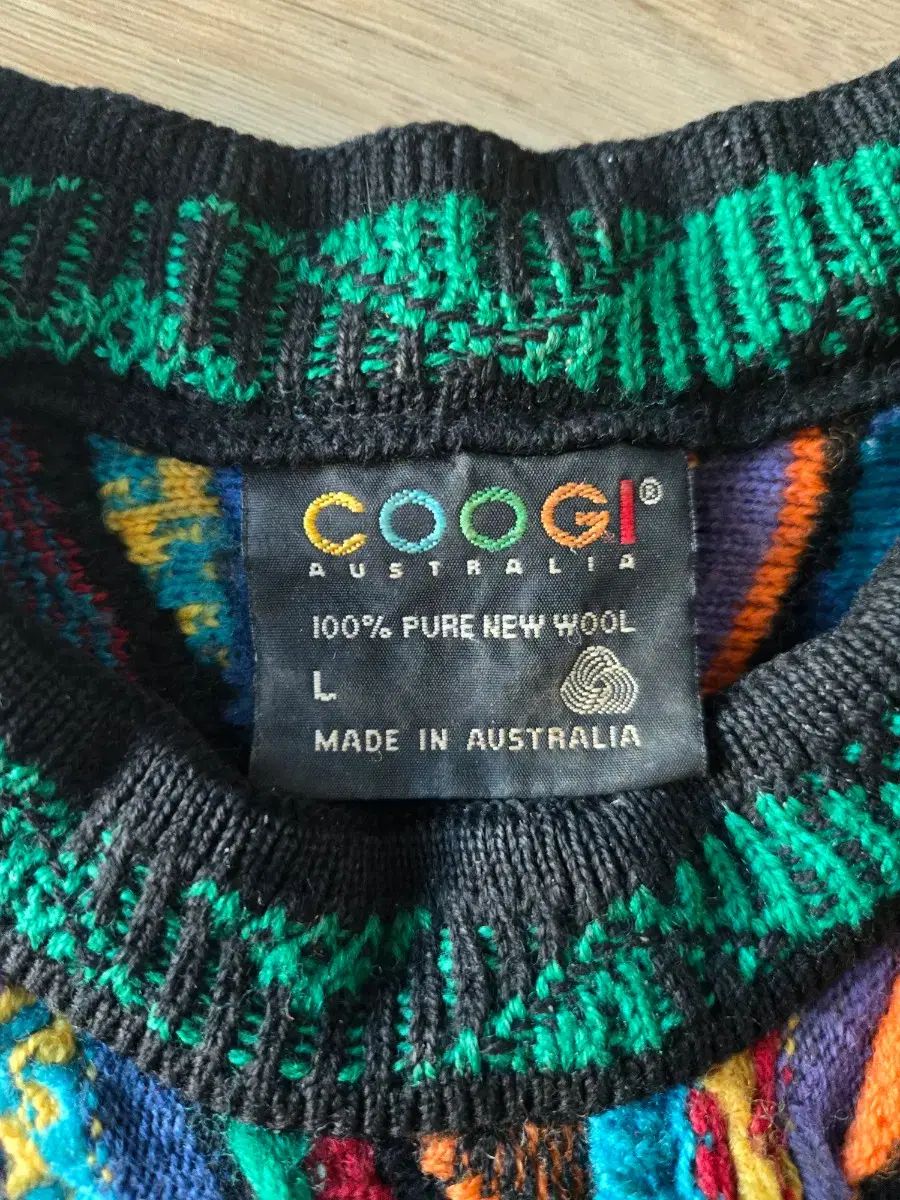 COOGI®
AUSTRALIA
100% PURE NEW WOOL
L
MADE IN AUSTRALIA